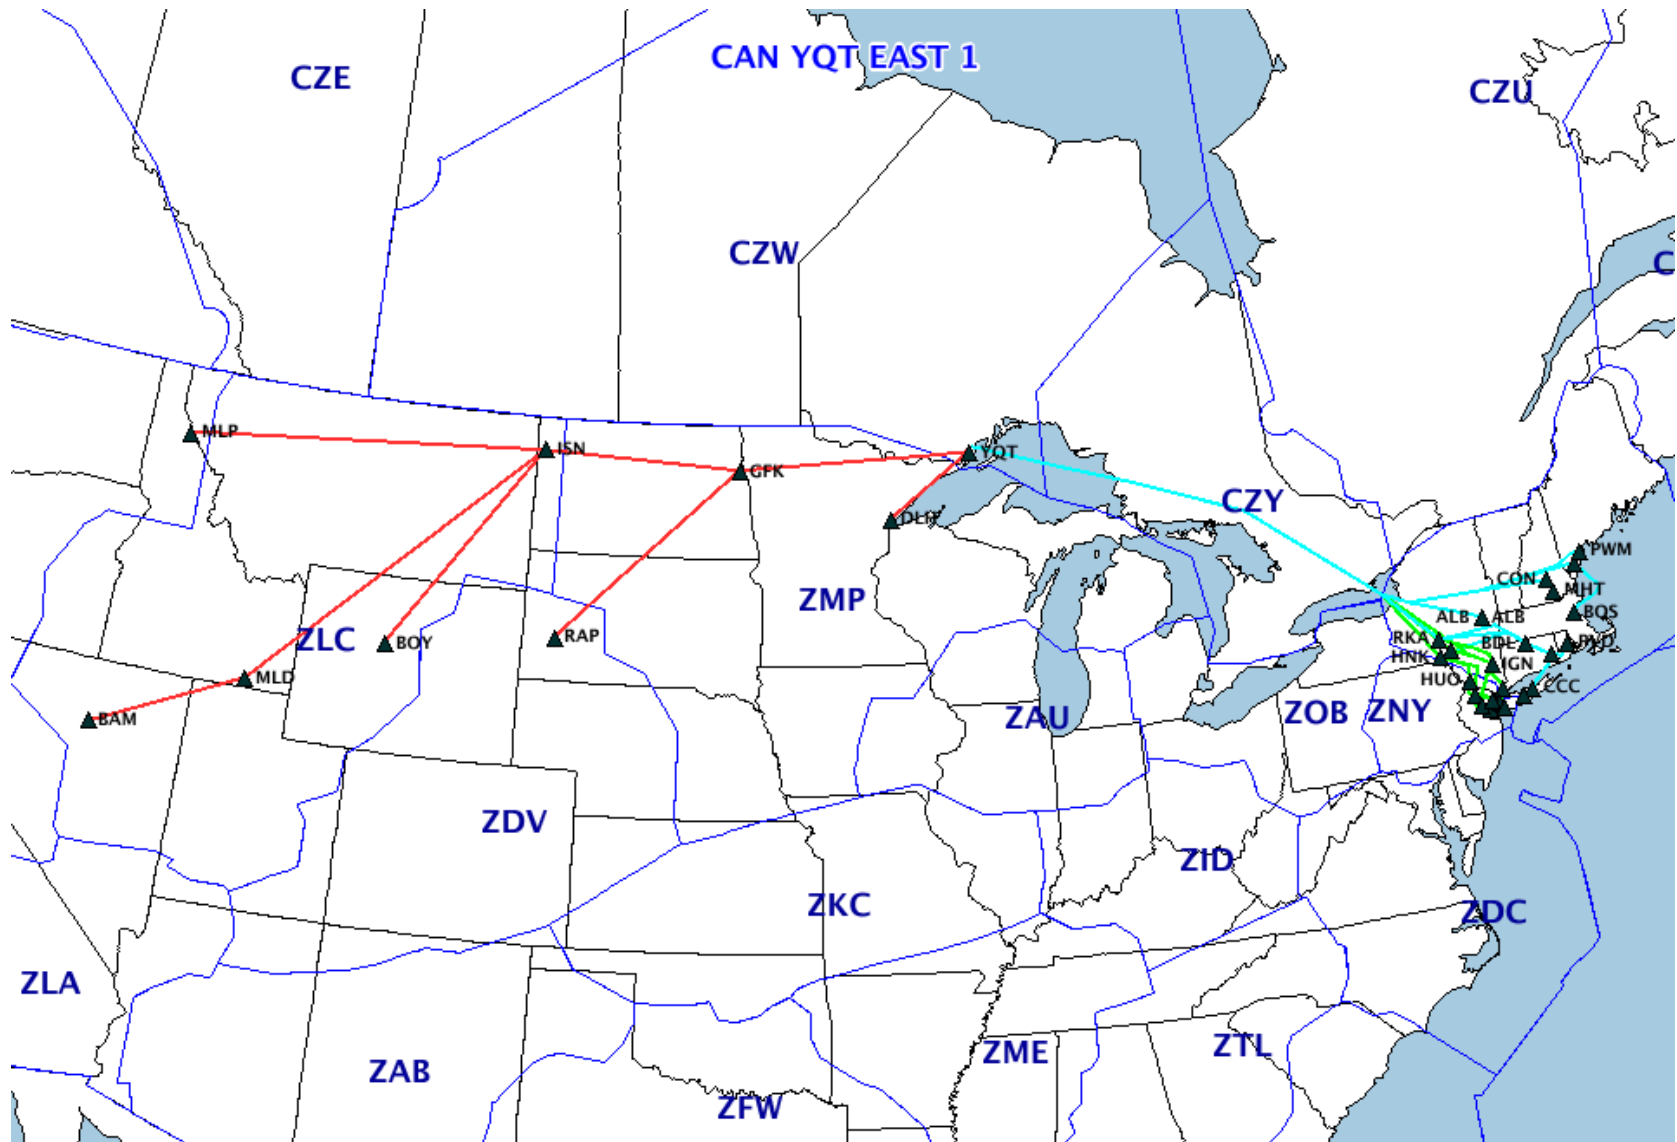 CAN YQT EAST 1
CZE
CZU
CZW
MLP
ISN
GFK
YQT
CZY
DLH
PWM
CON
MHT
ZMP
ALB
ALB
BOS
RKA
BDL
PVD
ZLC
BOY
RAP
HNK
IGN
MLD
HUO
CCC
BAM
ZAU
ZOB
ZNY
ZDV
ZID
ZKC
ZDC
ZLA
ZME
ZTL
ZAB
ZFW